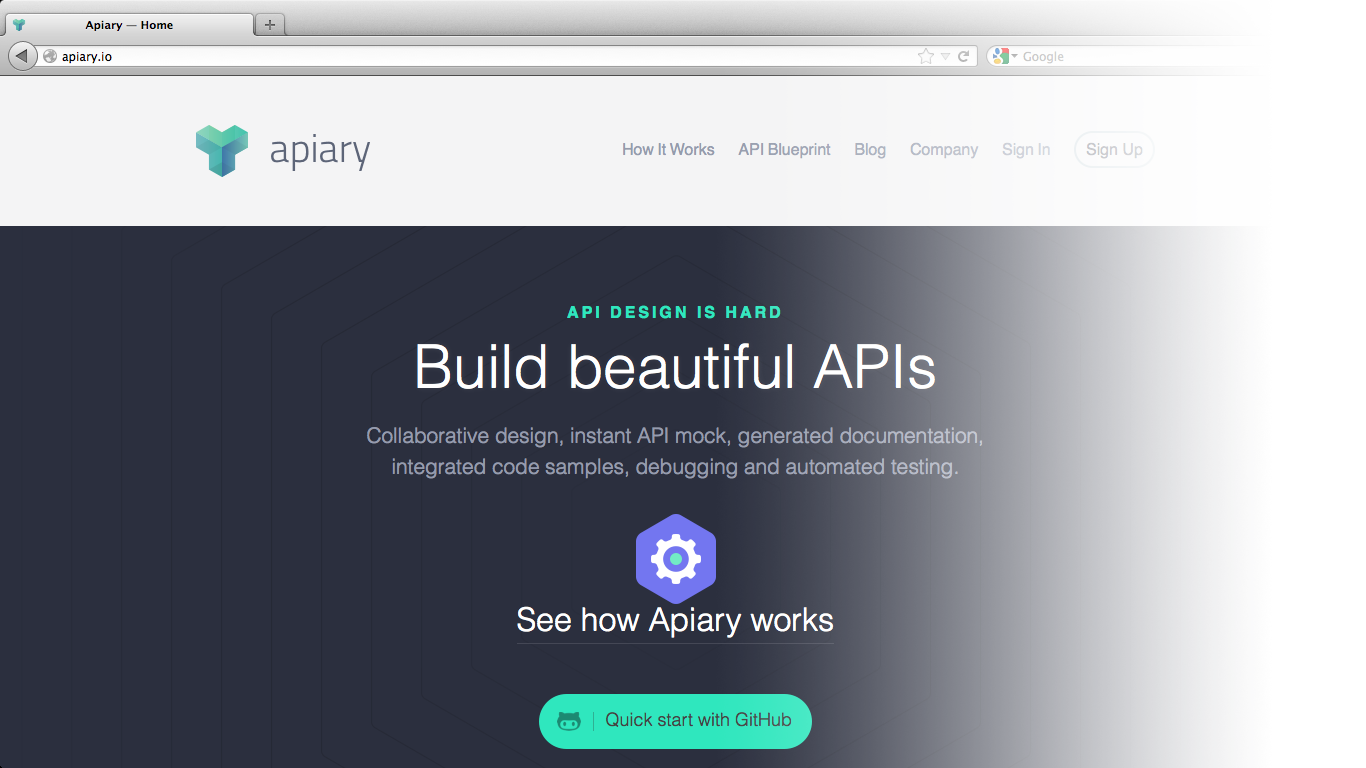 Apiary — Home
apiary.io
Google
apiary
How It Works API Blueprint Blog Company Sign In Sign Up
API DESIGN IS HARD
Build beautiful APIs
Collaborative design, instant API mock, generated documentation,
integrated code samples, debugging and automated testing.
See how Apiary works
Quick start with GitHub